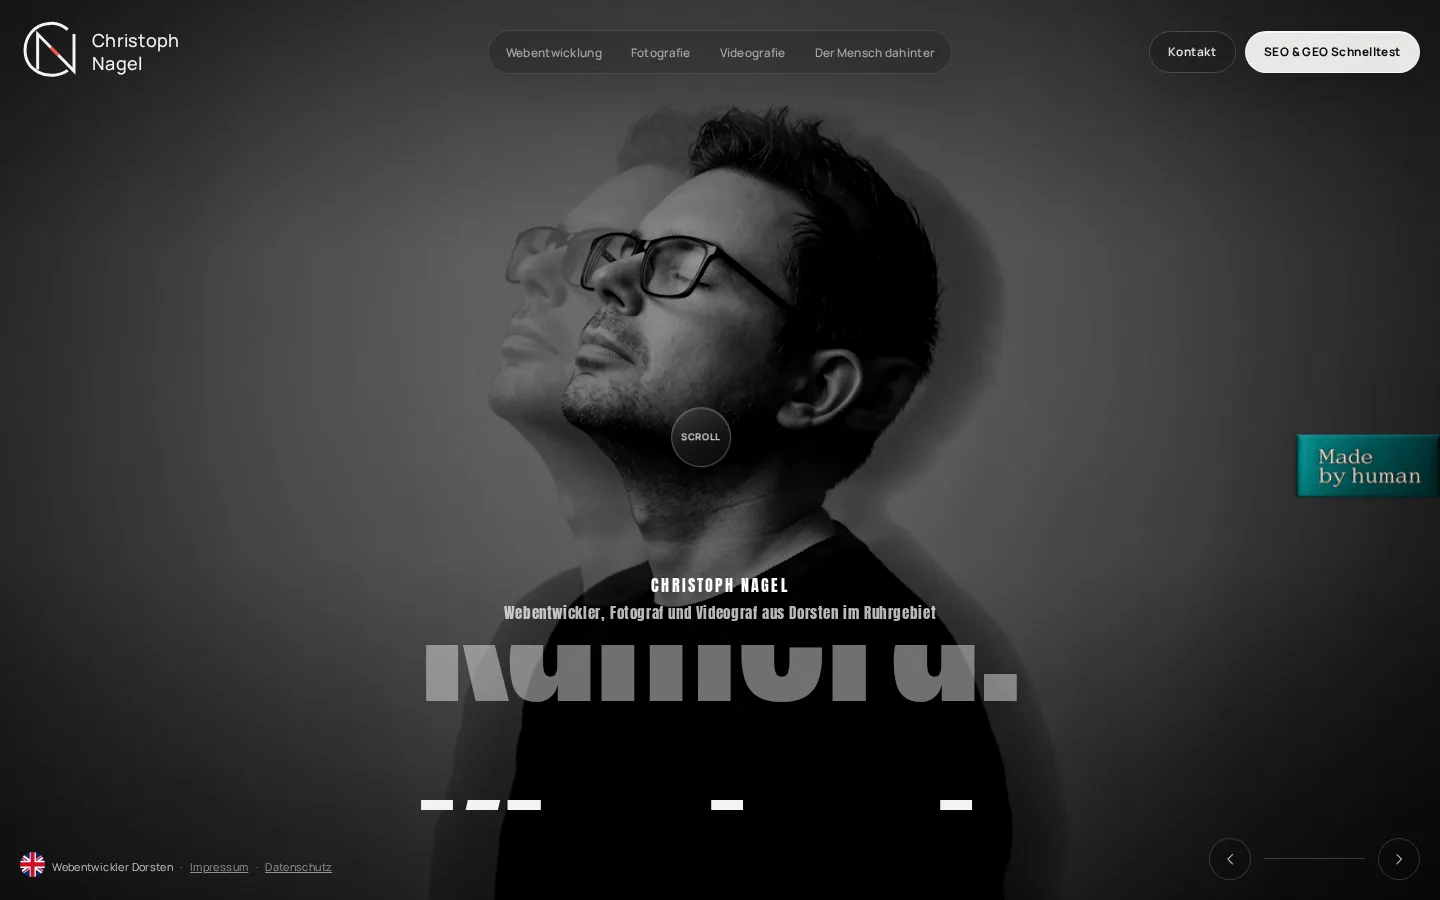 Christoph
Nagel
Webentwicklung
Fotografie
Videografie
Der Mensch dahinter
Kontakt
SEO & GEO Schnelltest
SCROLL
Made
by human
CHRISTOPH NAGEL
Webentwickler, Fotograf und Videograf aus Dorsten im Ruhrgebiet
Kamera.
Webentwickler Dorsten · Impressum · Datenschutz